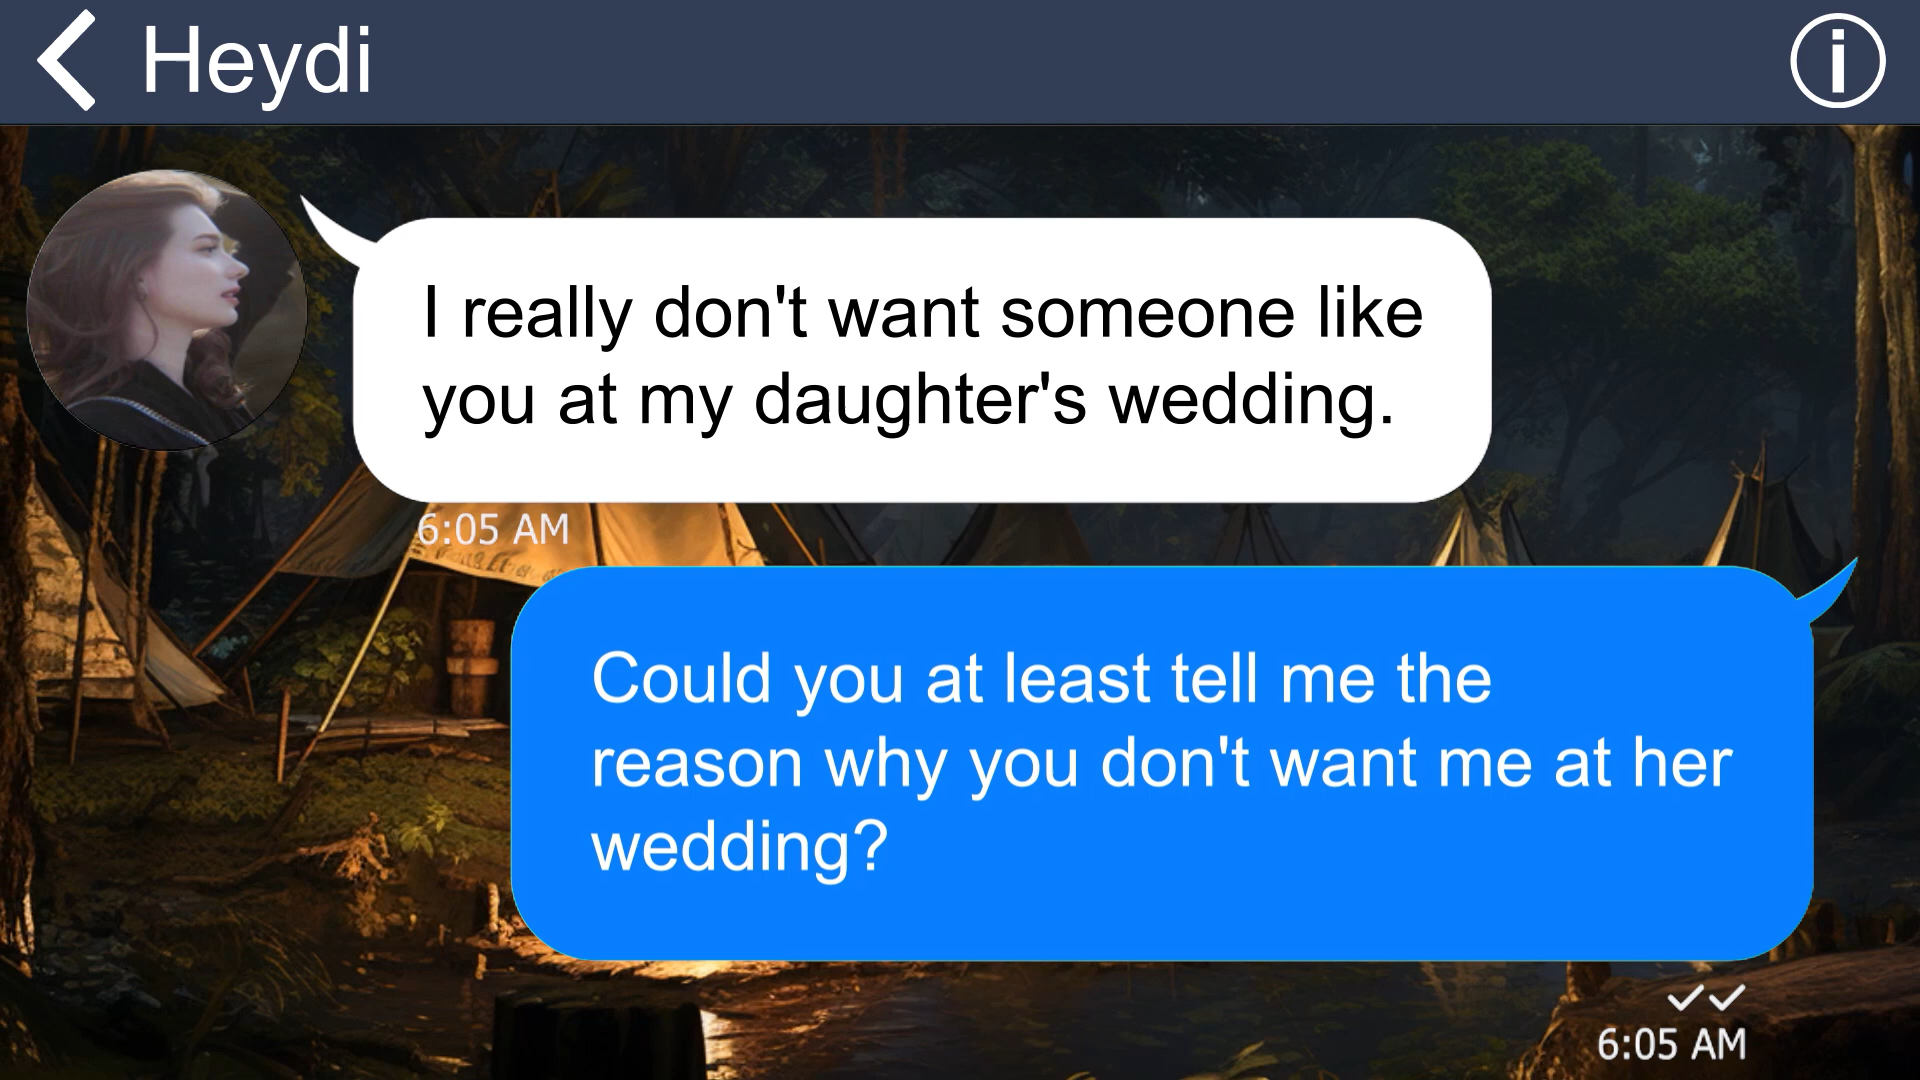 Heydi
I really don't want someone like
you at my daughter's wedding.
6:05 AM
Could you at least tell me the
reason why you don't want me at her
wedding?
6:05 AM